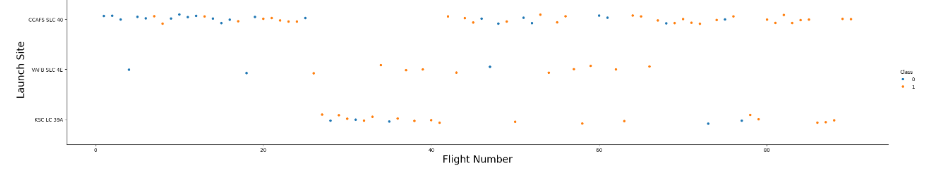 CCAFS SLC 40
VAFB SLC 4E
KSC LC 39A
Launch Site
0
20
40
60
80
Flight Number
Class
0
1